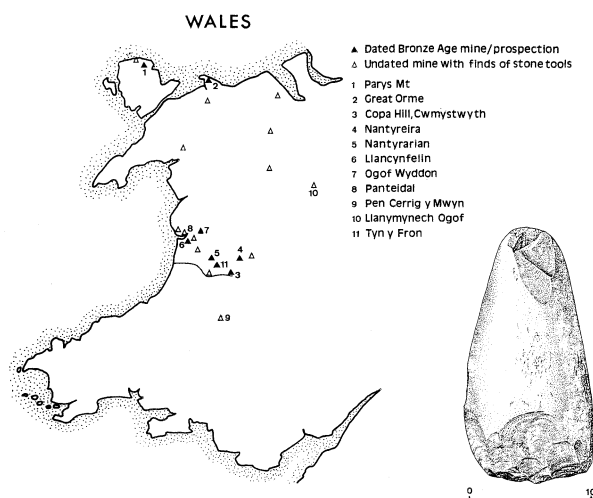 WALES
▲ Dated Bronze Age mine/prospection
△ Undated mine with finds of stone tools
1 Parys Mt
2 Great Orme
3 Copa Hill, Cwmystwyth
4 Nantyreira
5 Nantyrarian
6 Llancynfelin
7 Ogof Wyddon
8 Panteidal
9 Pen Cerrig y Mwyn
10 Llanymynech Ogof
11 Tyn y Fron
1
2
10
8
7
6
5
4
11
3
9
0
10